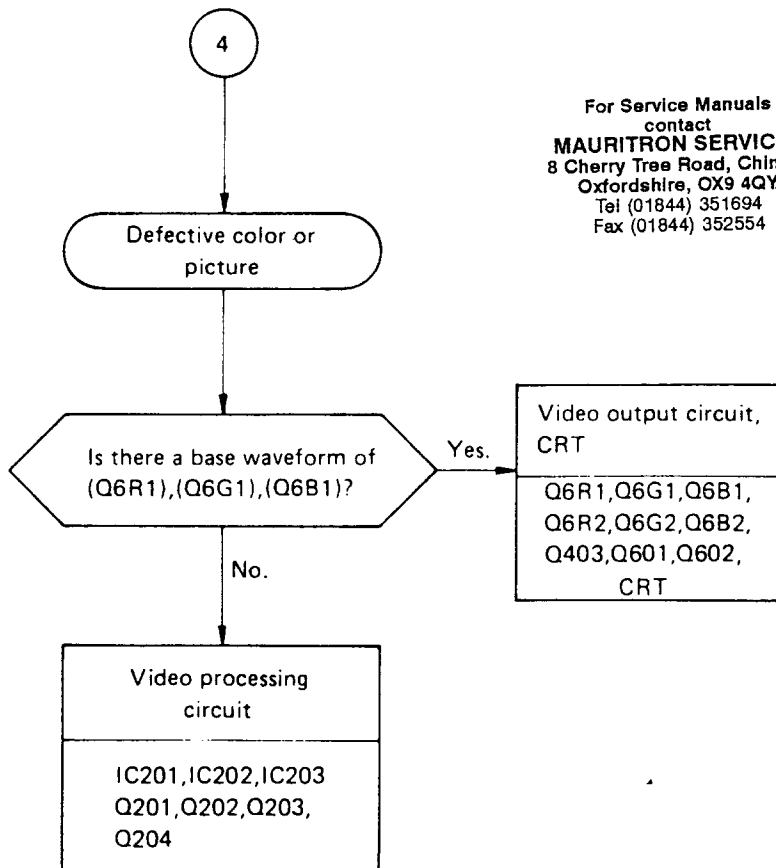 4
For Service Manuals
contact
MAURITRON SERVIC
8 Cherry Tree Road, Chin
Oxfordshire, OX9 4QY
Tel (01844) 351694
Fax (01844) 352554
Defective color or
picture
Is there a base waveform of
(Q6R1),(Q6G1),(Q6B1)?
Yes.
Video output circuit,
CRT
Q6R1,Q6G1,Q6B1,
Q6R2,Q6G2,Q6B2,
Q403,Q601,Q602,
CRT
No.
Video processing
circuit
IC201,IC202,IC203
Q201,Q202,Q203,
Q204